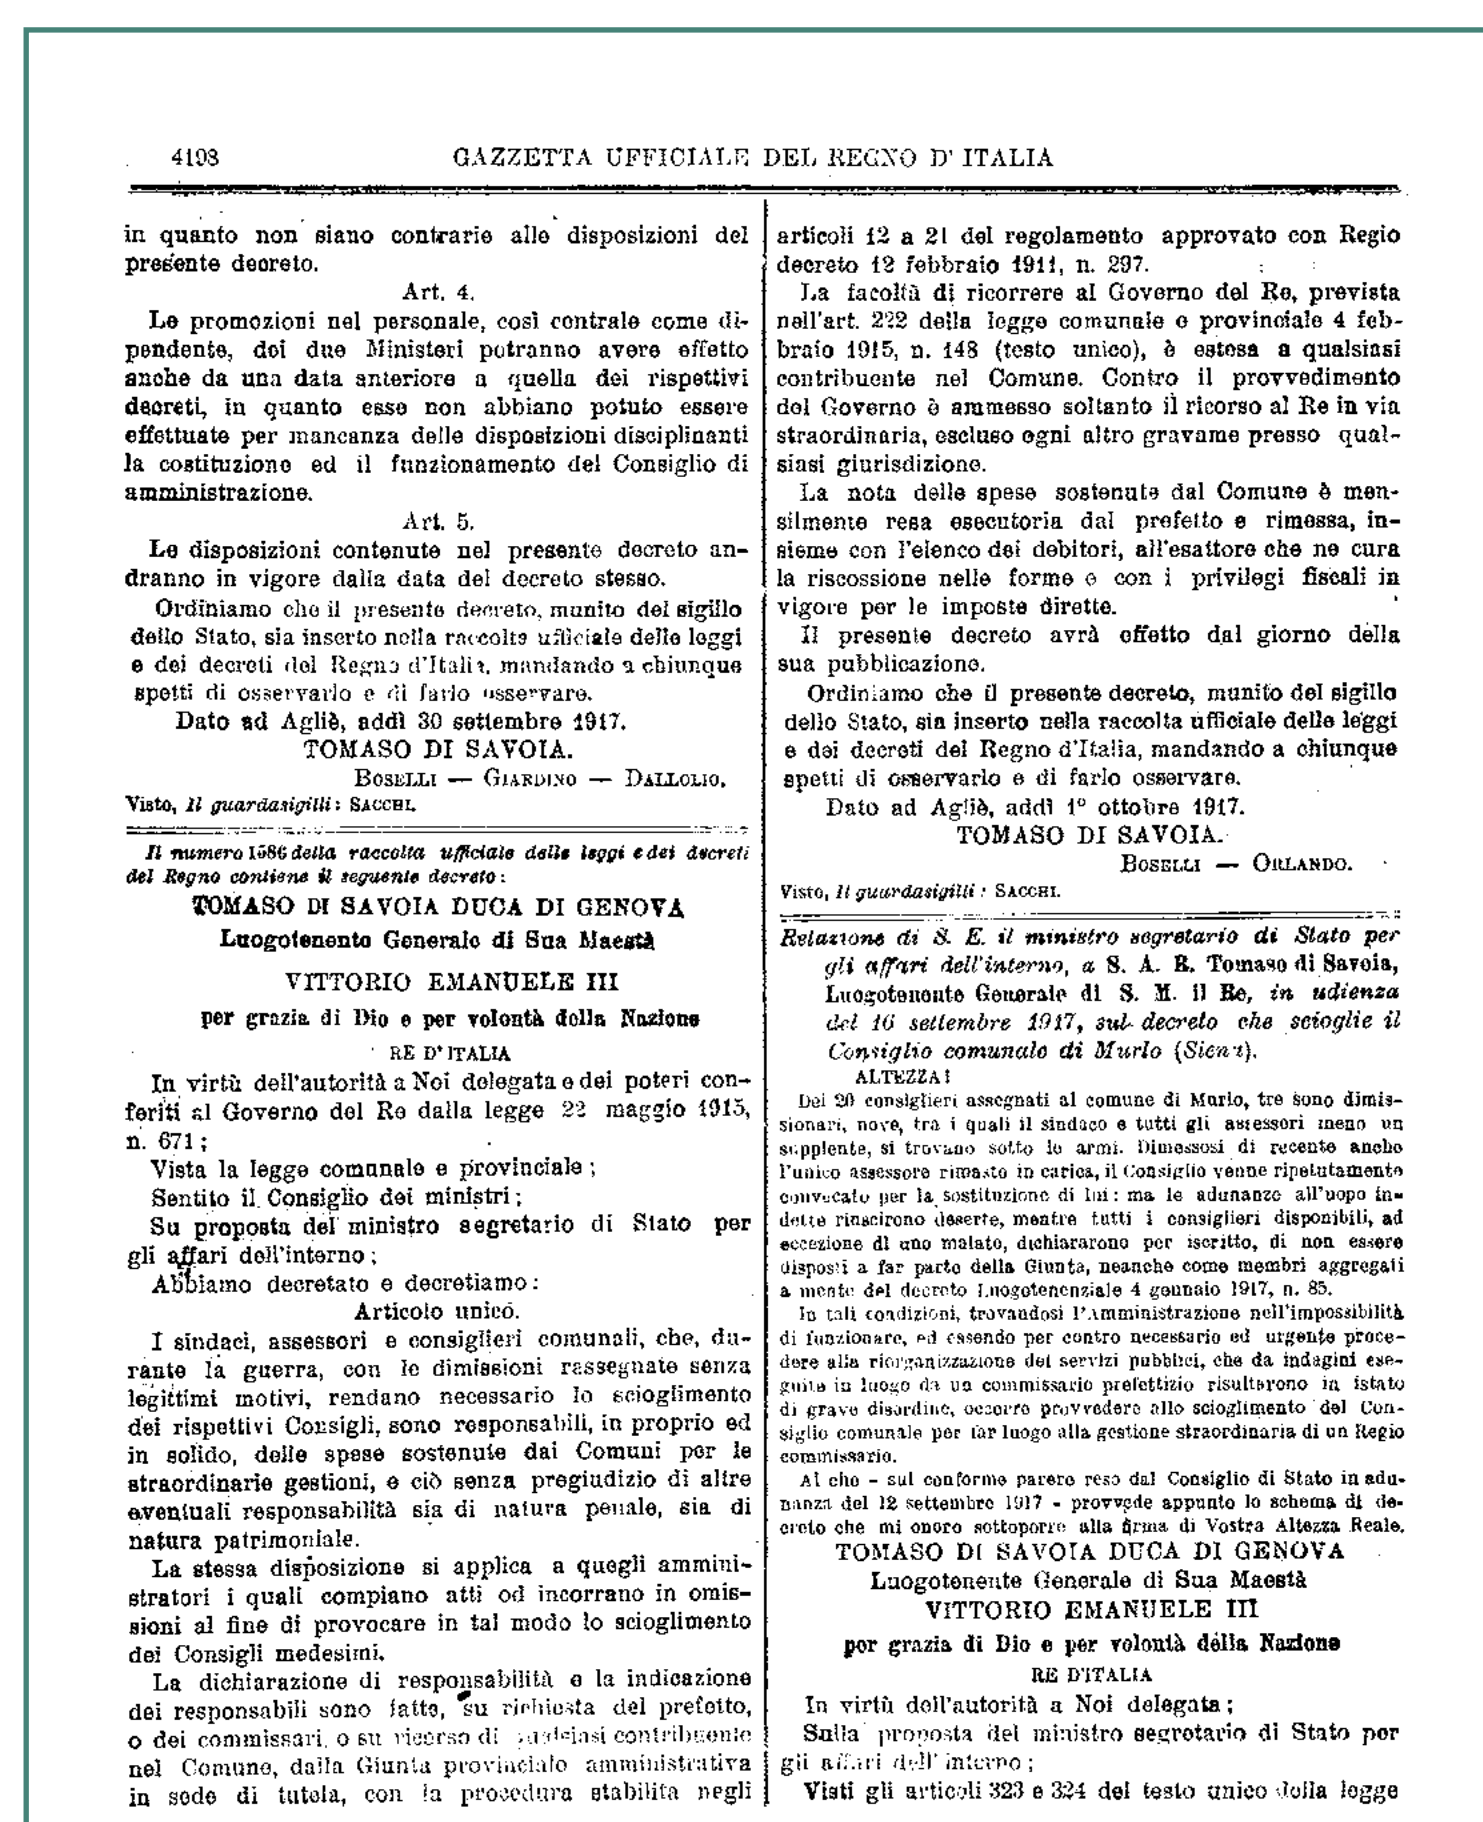 4198
GAZZETTA UFFICIALE DEL REGNO D' ITALIA
in quanto non siano contrarie alle disposizioni del
presente decreto.
Art. 4.
Le promozioni nel personale, così centrale come di-
pendente, dei due Ministeri potranno avere effetto
anche da una data anteriore a quella dei rispettivi
decreti, in quanto esse non abbiano potuto essere
effettuate per mancanza delle disposizioni disciplinanti
la costituzione ed il funzionamento del Consiglio di
amministrazione.
Art. 5.
Le disposizioni contenute nel presente decreto an-
dranno in vigore dalla data del decreto stesso.
Ordiniamo che il presente decreto, munito del sigillo
dello Stato, sia inserto nella raccolta ufficiale delle leggi
e dei decreti del Regno d'Italia, mandando a chiunque
spetti di osservarlo e di farlo osservare.
Dato ad Agliè, addì 30 settembre 1917.
TOMASO DI SAVOIA.
BOSELLI — GIARDINO — DALLOLIO.
Visto, Il guardasigilli: SACCHI.
Il numero 1586 della raccolta ufficiale delle leggi e dei decreti
del Regno contiene il seguente decreto:
TOMASO DI SAVOIA DUCA DI GENOVA
Luogotenente Generale di Sua Maestà
VITTORIO EMANUELE III
per grazia di Dio e per volontà della Nazione
RE D'ITALIA
In virtù dell'autorità a Noi delegata e dei poteri con-
feriti al Governo del Re dalla legge 22 maggio 1915,
n. 671;
Vista la legge comunale e provinciale;
Sentito il Consiglio dei ministri;
Su proposta del ministro segretario di Stato per
gli affari dell'interno;
Abbiamo decretato e decretiamo:
Articolo unico.
I sindaci, assessori e consiglieri comunali, che, du-
rante la guerra, con le dimissioni rassegnate senza
legittimi motivi, rendano necessario lo scioglimento
dei rispettivi Consigli, sono responsabili, in proprio ed
in solido, delle spese sostenute dai Comuni per le
straordinarie gestioni, e ciò senza pregiudizio di altre
eventuali responsabilità sia di natura penale, sia di
natura patrimoniale.
La stessa disposizione si applica a quegli ammini-
stratori i quali compiano atti od incorrano in omis-
sioni al fine di provocare in tal modo lo scioglimento
dei Consigli medesimi.
La dichiarazione di responsabilità e la indicazione
dei responsabili sono fatte, su richiesta del prefetto,
o dei commissari, o su ricorso di qualsiasi contribuente
nel Comune, dalla Giunta provinciale amministrativa
in sede di tutela, con la procedura stabilita negli
articoli 12 a 21 del regolamento approvato con Regio
decreto 12 febbraio 1911, n. 297.
La facoltà di ricorrere al Governo del Re, prevista
nell'art. 222 della legge comunale e provinciale 4 feb-
braio 1915, n. 148 (testo unico), è estesa a qualsiasi
contribuente nel Comune. Contro il provvedimento
del Governo è ammesso soltanto il ricorso al Re in via
straordinaria, escluso ogni altro gravame presso qual-
siasi giurisdizione.
La nota delle spese sostenute dal Comune è men-
silmente resa esecutoria dal prefetto e rimessa, in-
sieme con l'elenco dei debitori, all'esattore che ne cura
la riscossione nelle forme e con i privilegi fiscali in
vigore per le imposte dirette.
Il presente decreto avrà effetto dal giorno della
sua pubblicazione.
Ordiniamo che il presente decreto, munito del sigillo
dello Stato, sia inserto nella raccolta ufficiale delle leggi
e dei decreti del Regno d'Italia, mandando a chiunque
spetti di osservarlo e di farlo osservare.
Dato ad Agliè, addì 1° ottobre 1917.
TOMASO DI SAVOIA.
BOSELLI — ORLANDO.
Visto, Il guardasigilli: SACCHI.
Relazione di S. E. il ministro segretario di Stato per
gli affari dell'interno, a S. A. R. Tomaso di Savoia,
Luogotenente Generale di S. M. il Re, in udienza
del 16 settembre 1917, sul decreto che scioglie il
Consiglio comunale di Murlo (Siena).
ALTEZZA!
Dei 20 consiglieri assegnati al comune di Murlo, tre sono dimis-
sionari, nove, tra i quali il sindaco e tutti gli assessori meno un
supplente, si trovano sotto le armi. Dimessosi di recente anche
l'unico assessore rimasto in carica, il Consiglio venne ripetutamente
convocato per la sostituzione di lui: ma le adunanze all'uopo in-
dette riuscirono deserte, mentre tutti i consiglieri disponibili, ad
eccezione di uno malato, dichiararono per iscritto, di non essere
disposti a far parte della Giunta, neanche come membri aggregati
a mente del decreto Luogotenenziale 4 gennaio 1917, n. 85.
In tali condizioni, trovandosi l'Amministrazione nell'impossibilità
di funzionare, ed essendo per contro necessario ed urgente proce-
dere alla riorganizzazione dei servizi pubblici, che da indagini ese-
guite in luogo da un commissario prefettizio risulterono in istato
di grave disordine, occorre provvedere allo scioglimento del Con-
siglio comunale per far luogo alla gestione straordinaria di un Regio
commissario.
Al che - sul conforme parere reso dal Consiglio di Stato in adu-
nanza del 12 settembre 1917 - provvede appunto lo schema di de-
creto che mi onoro sottoporre alla firma di Vostra Altezza Reale.
TOMASO DI SAVOIA DUCA DI GENOVA
Luogotenente Generale di Sua Maestà
VITTORIO EMANUELE III
per grazia di Dio e per volontà della Nazione
RE D'ITALIA
In virtù dell'autorità a Noi delegata;
Sulla proposta del ministro segretario di Stato per
gli affari dell' interno;
Visti gli articoli 323 e 324 del testo unico della legge